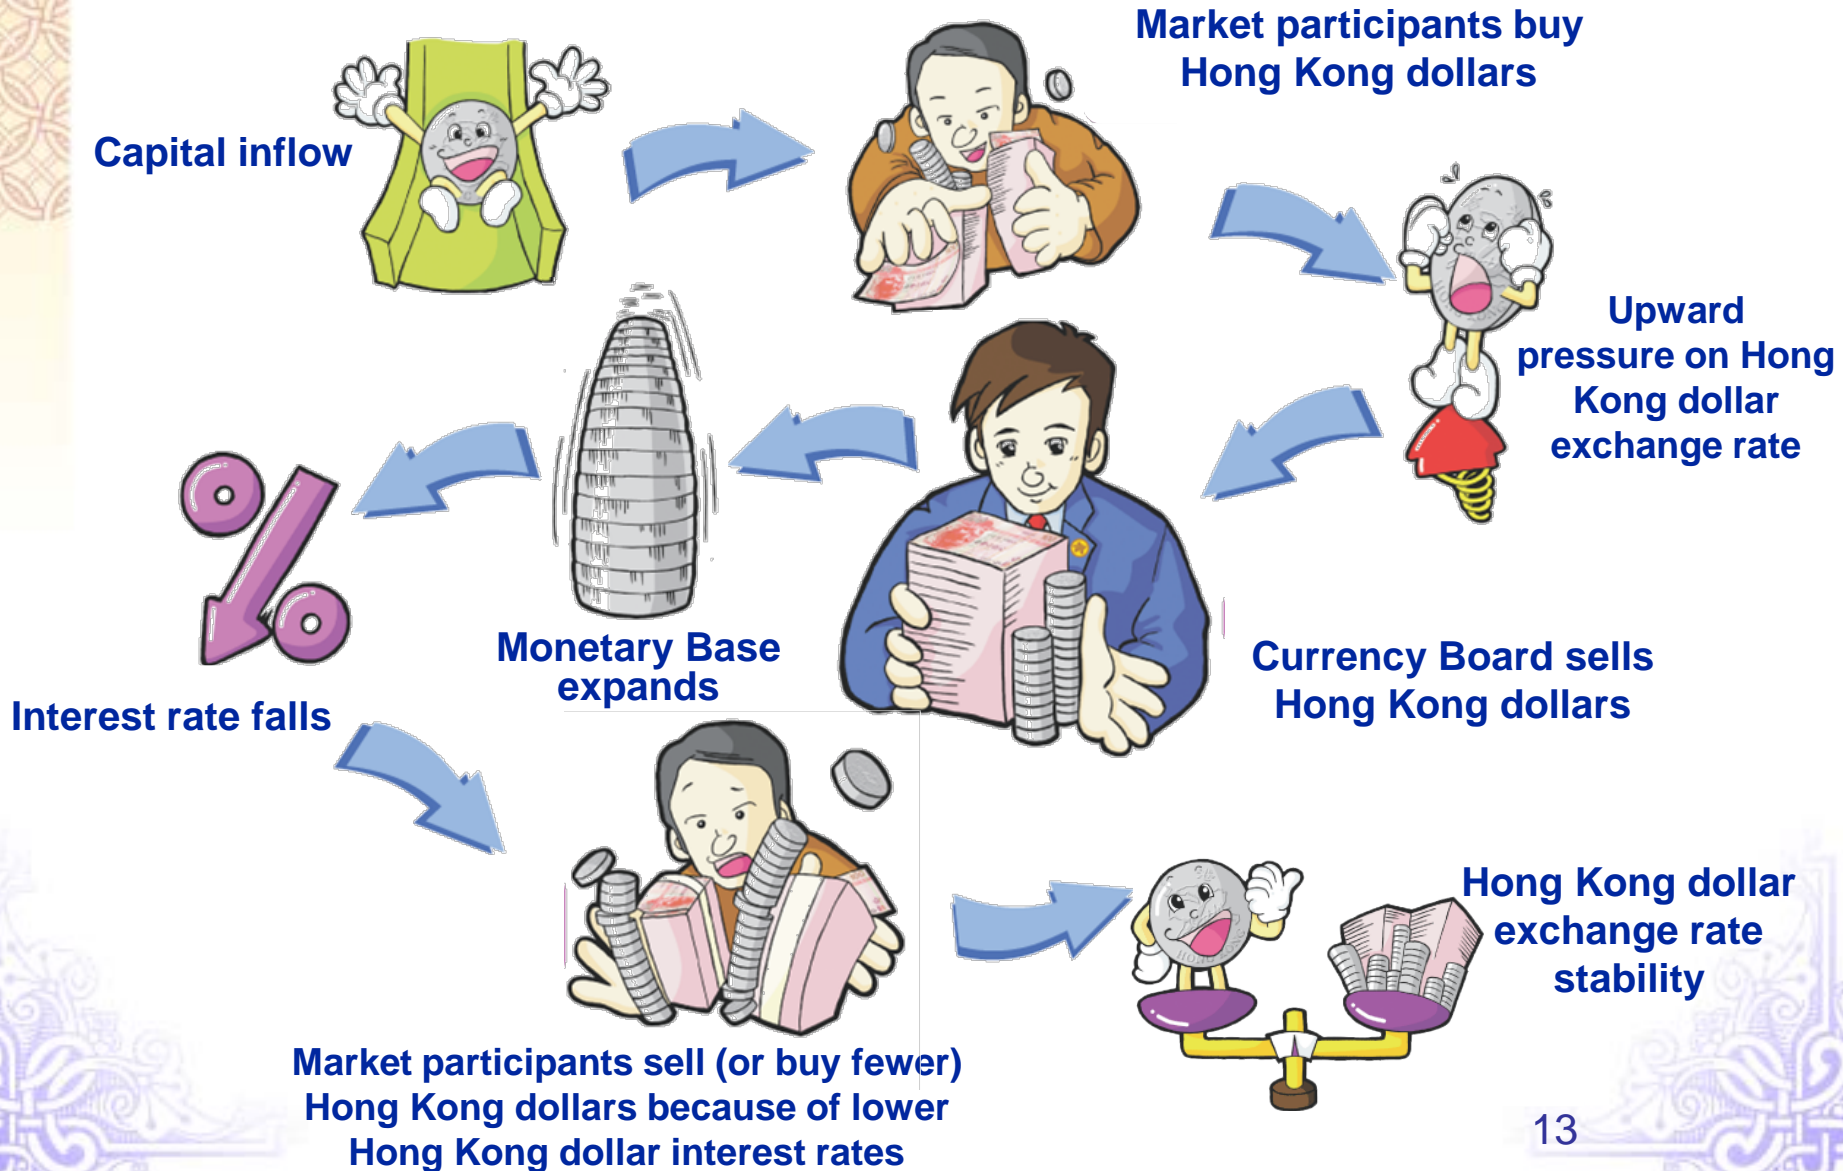 Capital inflow
Market participants buy
Hong Kong dollars
Upward
pressure on Hong
Kong dollar
exchange rate
Currency Board sells
Hong Kong dollars
Monetary Base
expands
Interest rate falls
Market participants sell (or buy fewer)
Hong Kong dollars because of lower
Hong Kong dollar interest rates
Hong Kong dollar
exchange rate
stability
13